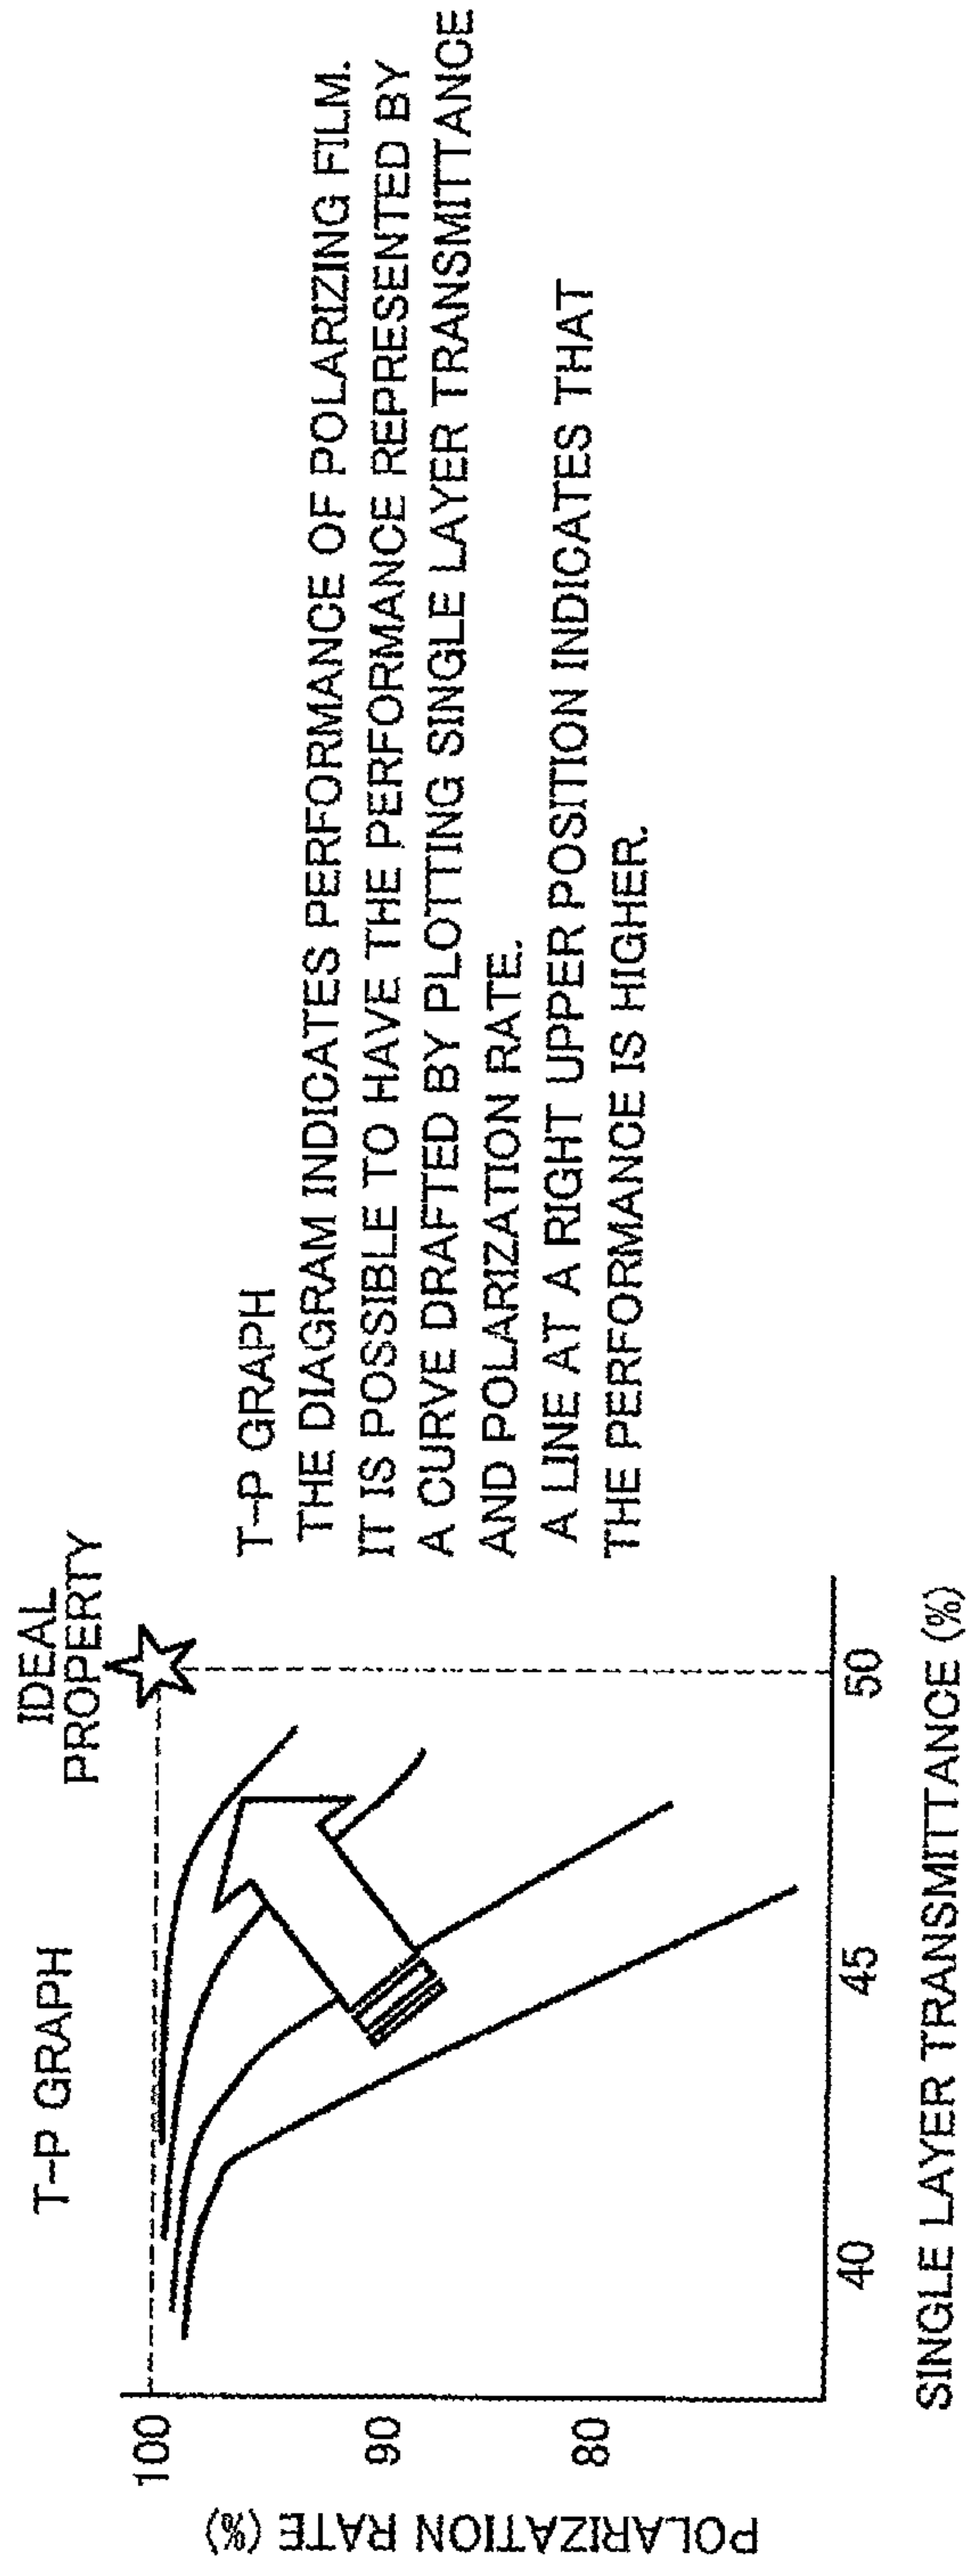 T-P GRAPH
IDEAL
PROPERTY
100
90
80
POLARIZATION RATE (%)
40
45
50
SINGLE LAYER TRANSMITTANCE (%)
T-P GRAPH
THE DIAGRAM INDICATES PERFORMANCE OF POLARIZING FILM.
IT IS POSSIBLE TO HAVE THE PERFORMANCE REPRESENTED BY
A CURVE DRAFTED BY PLOTTING SINGLE LAYER TRANSMITTANCE
AND POLARIZATION RATE.
A LINE AT A RIGHT UPPER POSITION INDICATES THAT
THE PERFORMANCE IS HIGHER.